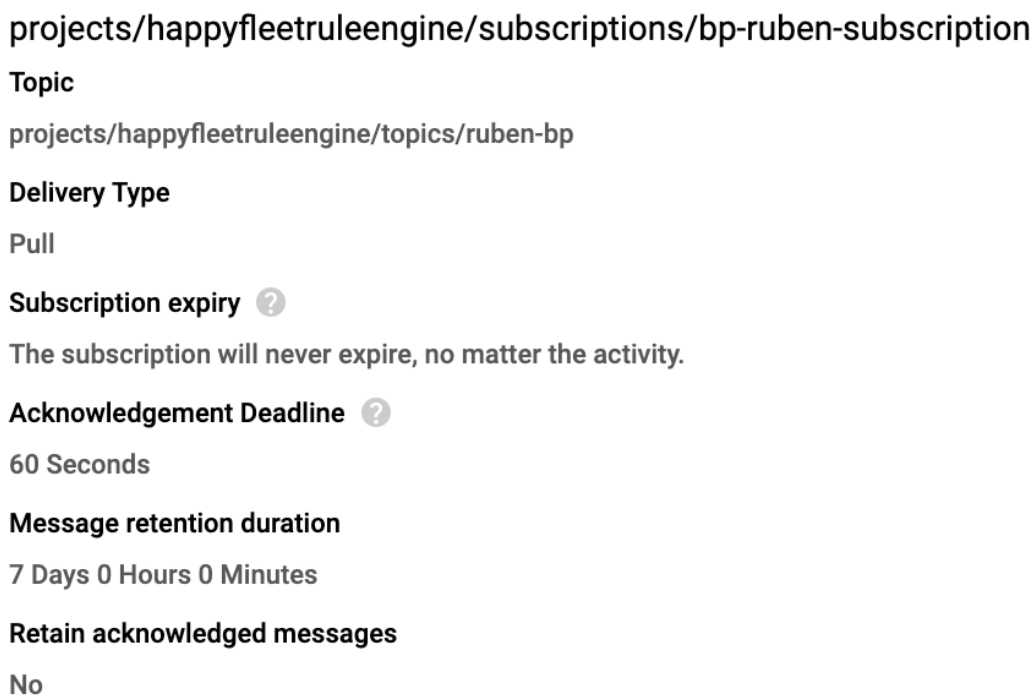 projects/happyfleetruleengine/subscriptions/bp-ruben-subscription
Topic
projects/happyfleetruleengine/topics/ruben-bp
Delivery Type
Pull
Subscription expiry ?
The subscription will never expire, no matter the activity.
Acknowledgement Deadline ?
60 Seconds
Message retention duration
7 Days 0 Hours 0 Minutes
Retain acknowledged messages
No